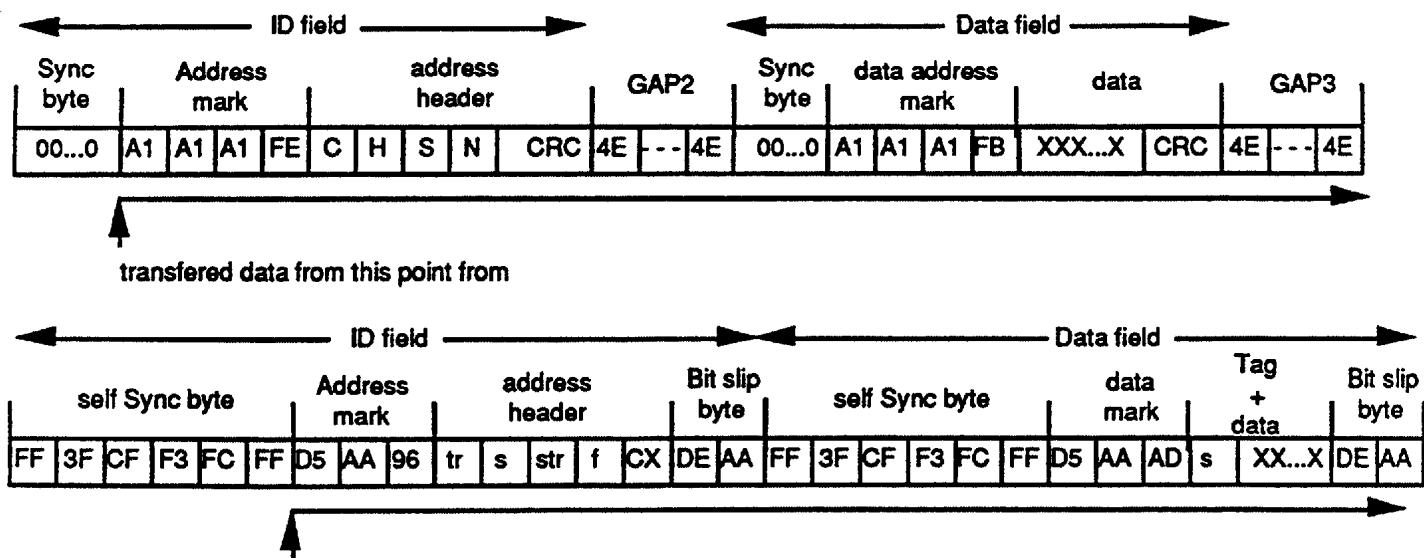 ID field Data field
Sync byte Address mark address header GAP2 Sync byte data address mark data GAP3
00...0 A1 A1 A1 FE C H S N CRC 4E --- 4E 00...0 A1 A1 A1 FB XXX...X CRC 4E --- 4E
transfered data from this point from
ID field Data field
self Sync byte Address mark address header Bit slip byte self Sync byte data mark Tag + data Bit slip byte
FF 3F CF F3 FC FF D5 AA 96 tr s str f CX DE AA FF 3F CF F3 FC FF D5 AA AD s XX...X DE AA